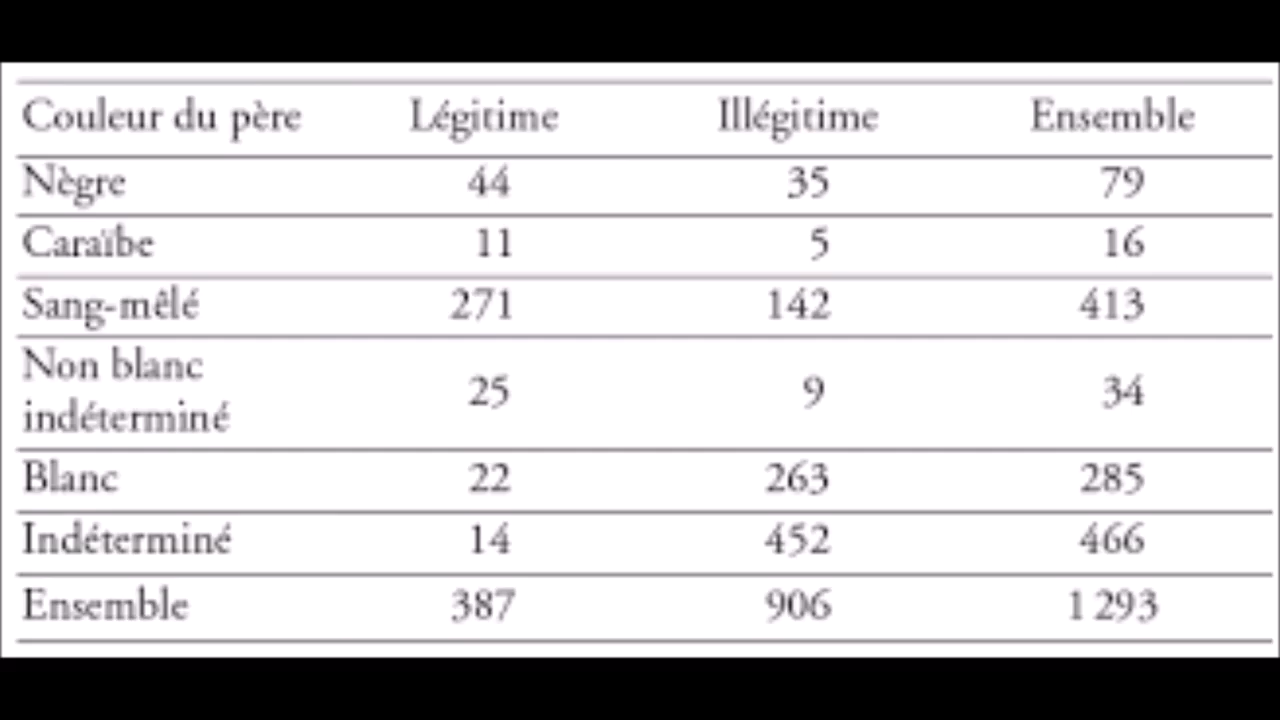 Couleur du père Légitime Illégitime Ensemble
Nègre 44 35 79
Caraïbe 11 5 16
Sang-mêlé 271 142 413
Non blanc
indéterminé 25 9 34
Blanc 22 263 285
Indéterminé 14 452 466
Ensemble 387 906 1 293